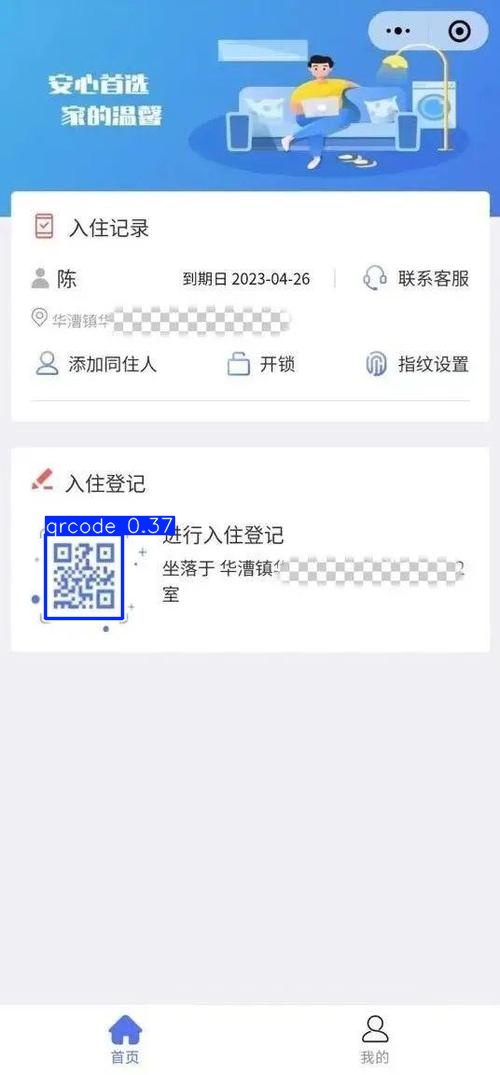 安心首选
家的温馨
入住记录
陈
到期日 2023-04-26
联系客服
华漕镇华
添加同住人
开锁
指纹设置
入住登记
qrcode 0.37
进行入住登记
坐落于 华漕镇华
室
首页
我的